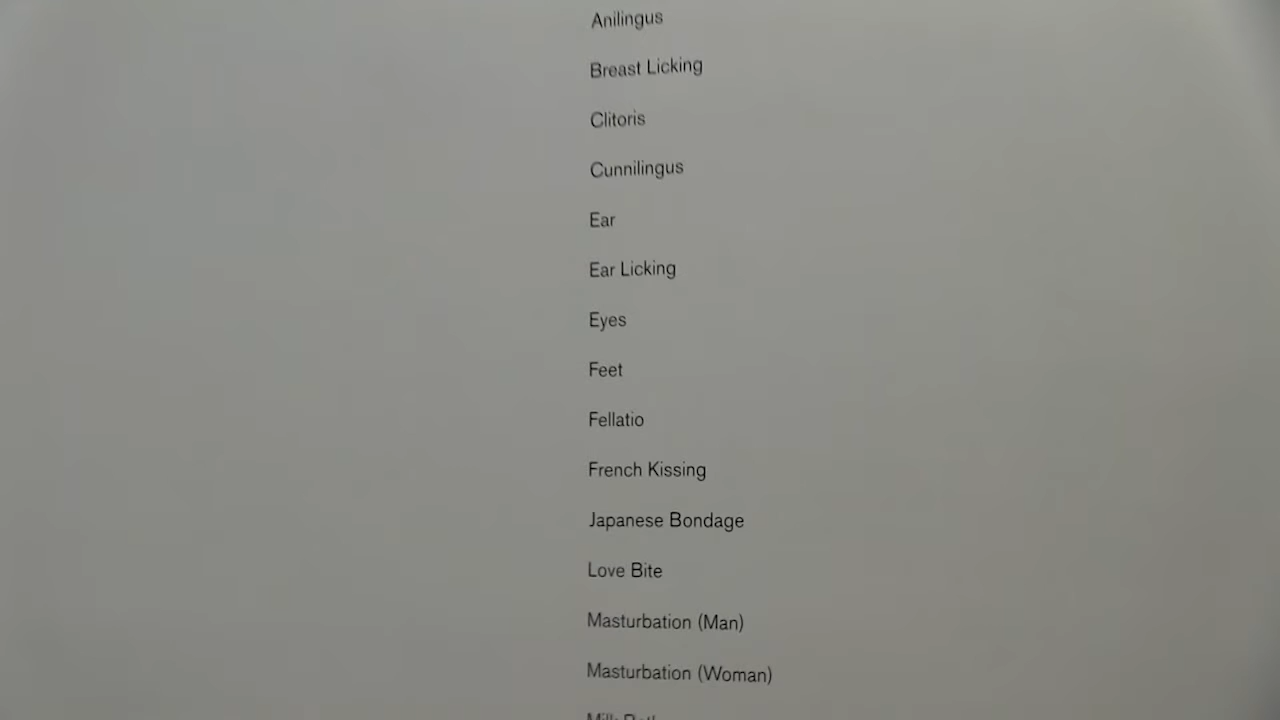 Anilingus
Breast Licking
Clitoris
Cunnilingus
Ear
Ear Licking
Eyes
Feet
Fellatio
French Kissing
Japanese Bondage
Love Bite
Masturbation (Man)
Masturbation (Woman)